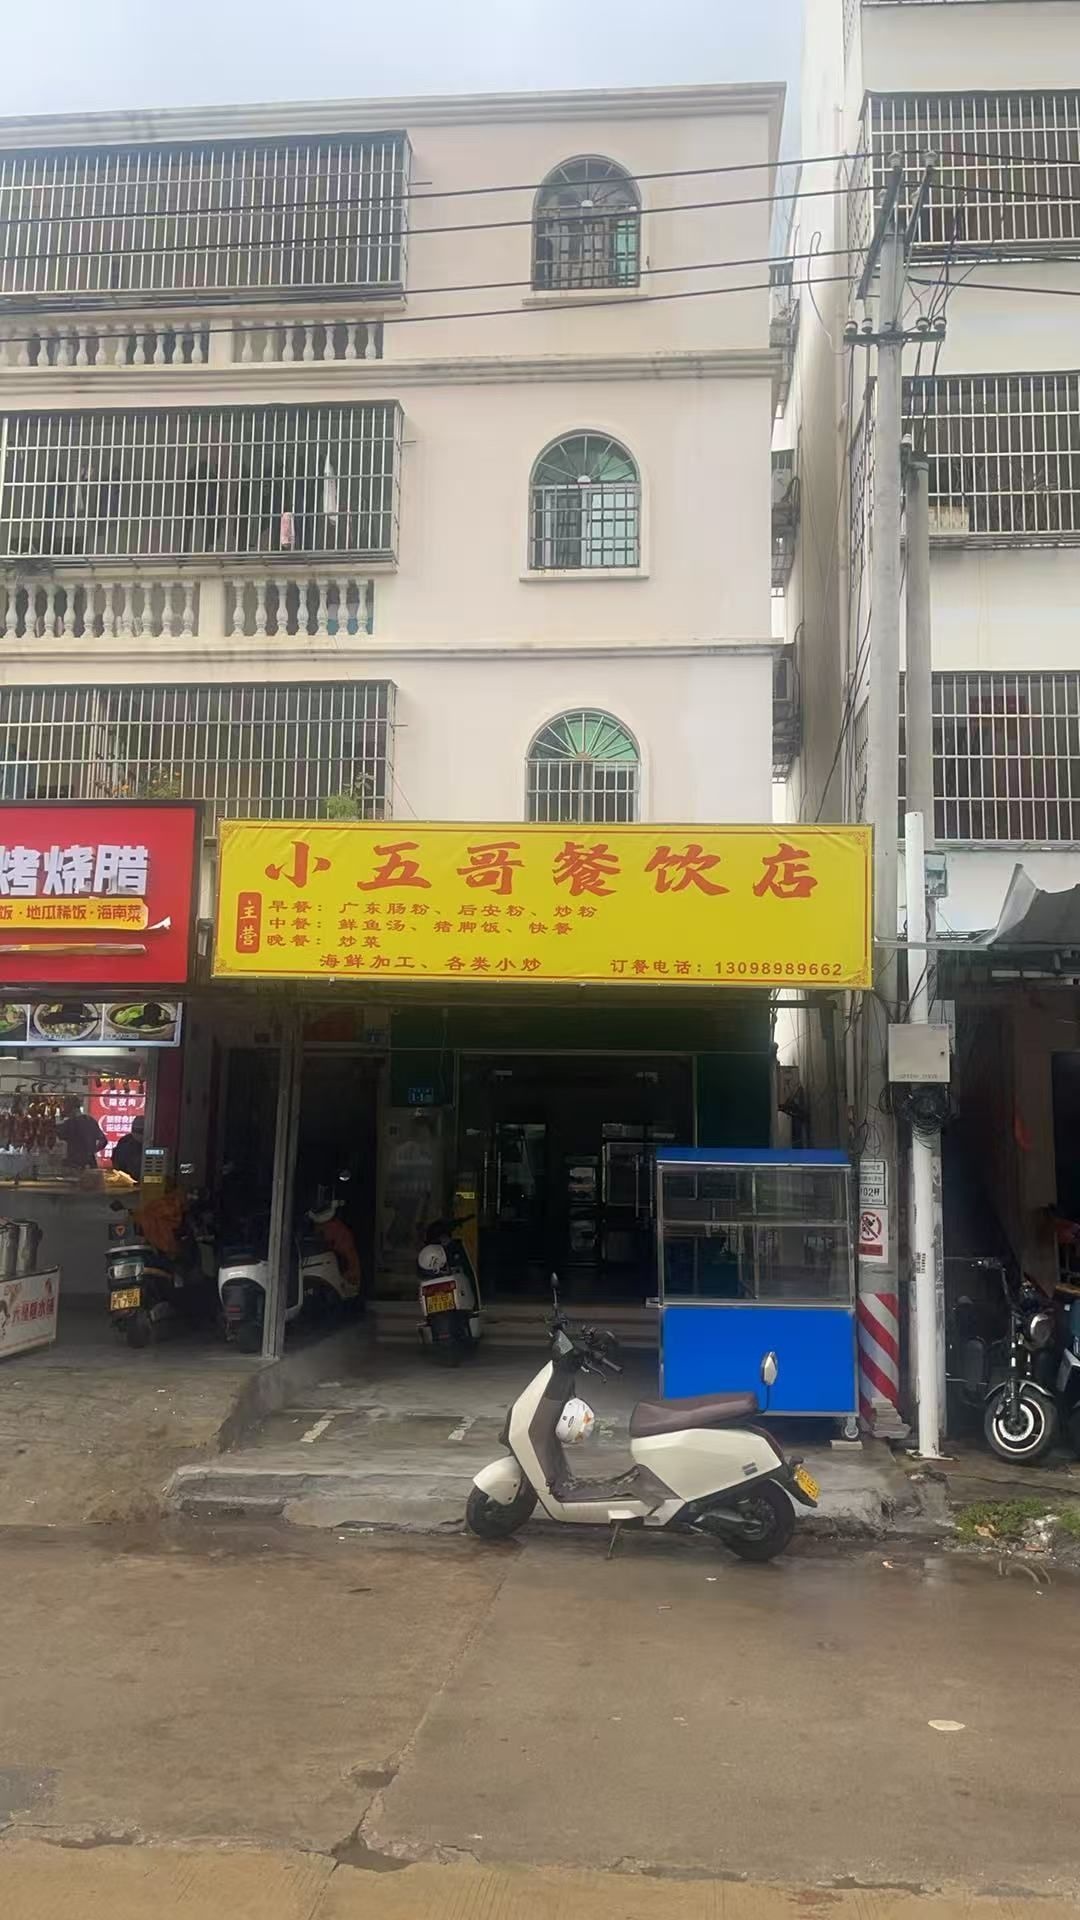 烤烧腊
饭·地瓜稀饭·海南菜
小五哥餐饮店
主营
早餐：广东肠粉、后安粉、炒粉
中餐：鲜鱼汤、猪脚饭、快餐
晚餐：炒菜
海鲜加工、各类小炒
订餐电话：13098989662